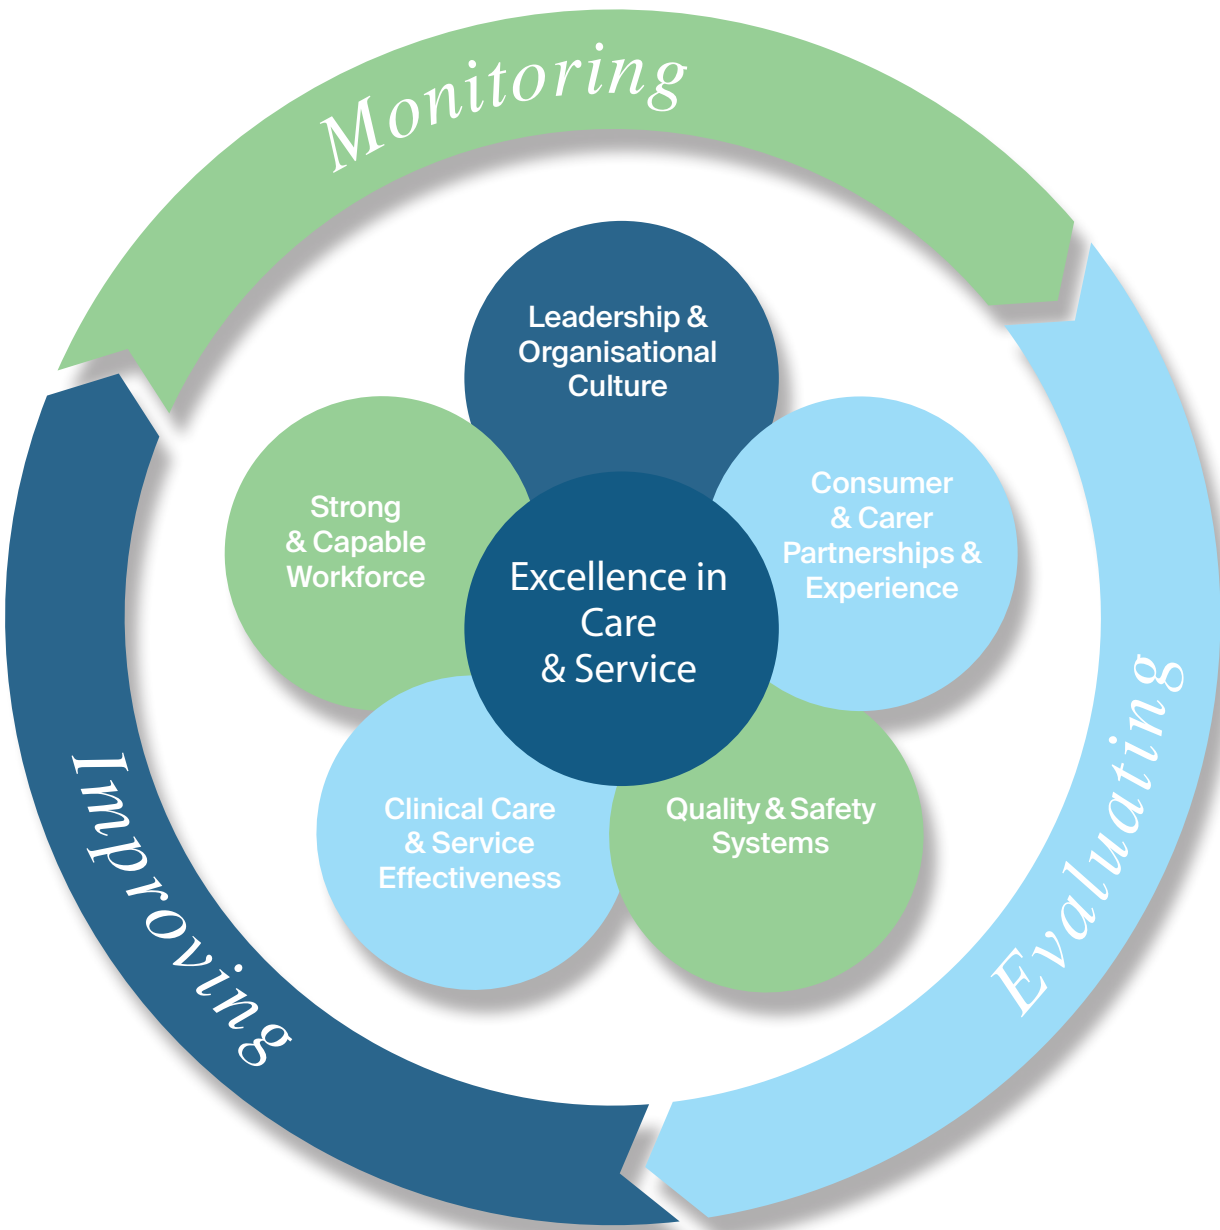 Monitoring
Leadership &
Organisational
Culture
Consumer
& Carer
Partnerships &
Experience
Strong
& Capable
Workforce
Excellence in
Care
& Service
Clinical Care
& Service
Effectiveness
Quality & Safety
Systems
Evaluating
Improving